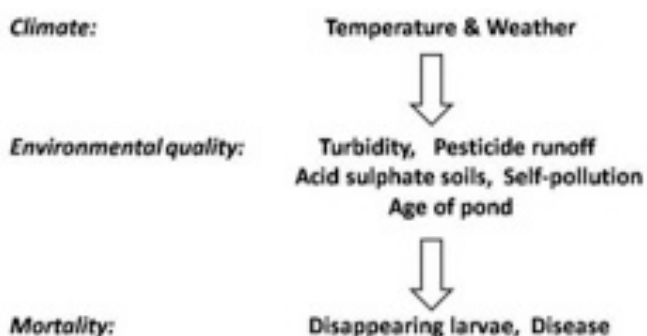 Climate: Temperature & Weather
Environmental quality: Turbidity, Pesticide runoff
Acid sulphate soils, Self-pollution
Age of pond
Mortality: Disappearing larvae, Disease